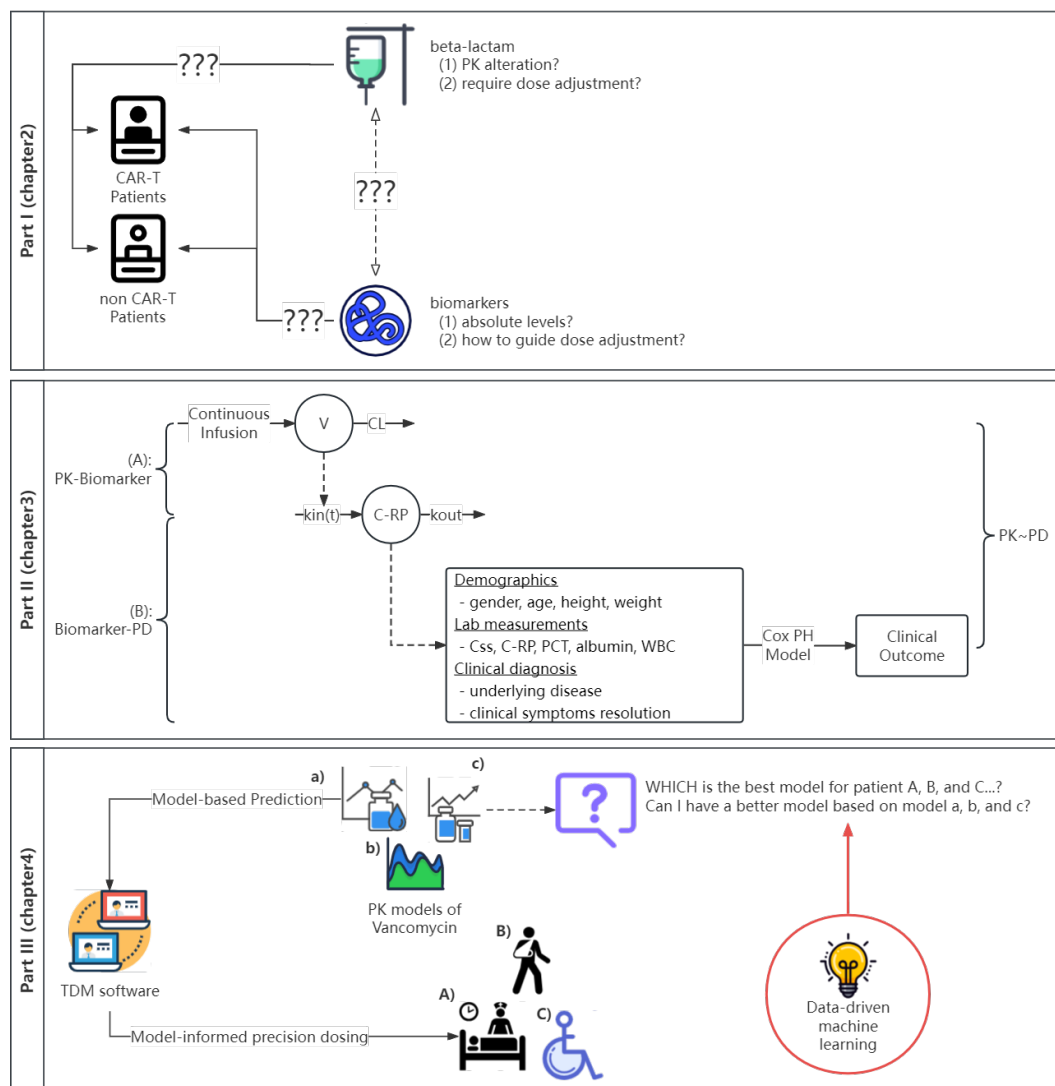 Part I (chapter2)
???
beta-lactam
(1) PK alteration?
(2) require dose adjustment?
CAR-T
Patients
???
non CAR-T
Patients
???
biomarkers
(1) absolute levels?
(2) how to guide dose adjustment?
Part II (chapter3)
(A):
PK-Biomarker
Continuous
Infusion
V
CL
kin(t)
C-RP
kout
(B):
Biomarker-PD
Demographics
- gender, age, height, weight
Lab measurements
- Css, C-RP, PCT, albumin, WBC
Clinical diagnosis
- underlying disease
- clinical symptoms resolution
Cox PH
Model
Clinical
Outcome
PK~PD
Part III (chapter4)
Model-based Prediction
a)
c)
b)
PK models of
Vancomycin
?
WHICH is the best model for patient A, B, and C...?
Can I have a better model based on model a, b, and c?
TDM software
Model-informed precision dosing
B)
A)
C)
Data-driven
machine
learning